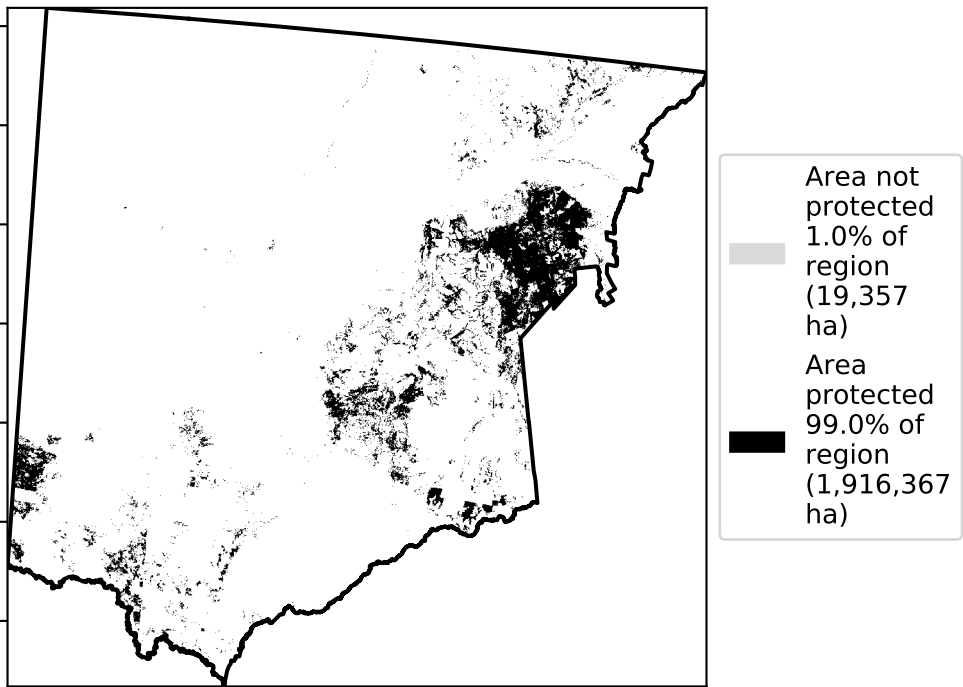 Area not
protected
1.0% of
region
(19,357
ha)
Area
protected
99.0% of
region
(1,916,367
ha)